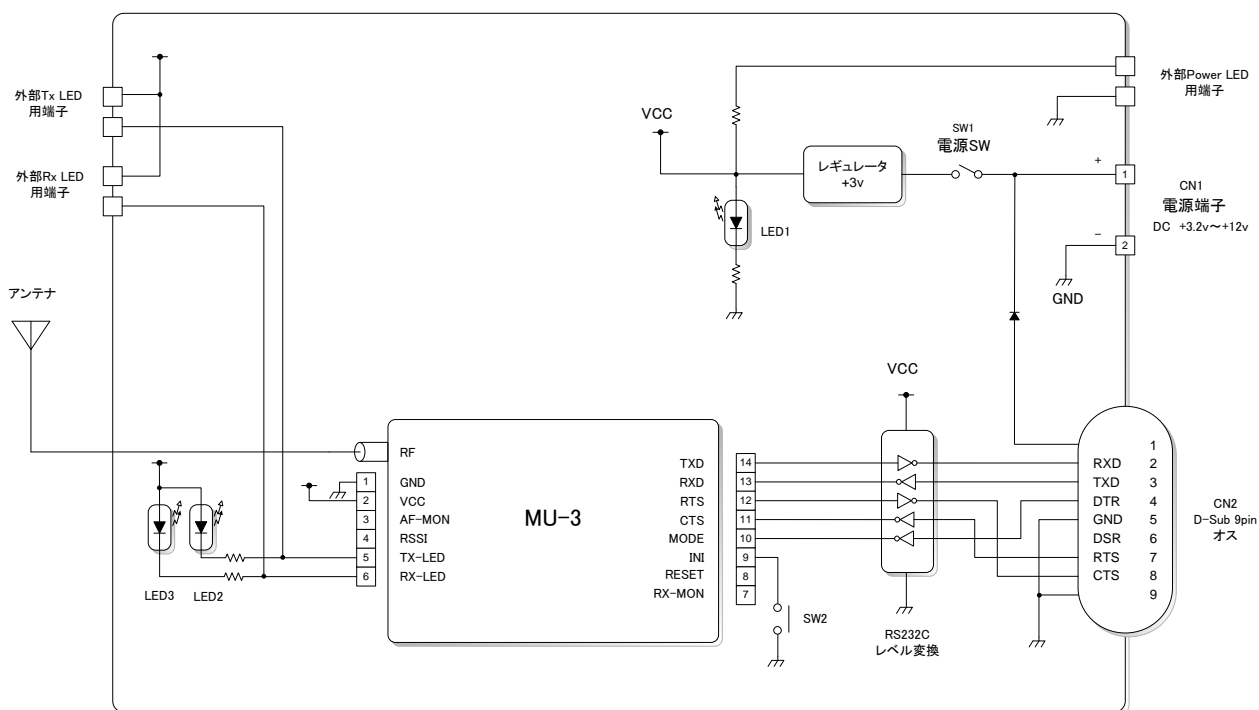 外部Tx LED
用端子
外部Rx LED
用端子
アンテナ
VCC
レギュレータ
+3v
SW1
電源SW
LED1
外部Power LED
用端子
+
1
CN1
電源端子
DC +3.2v～+12v
−
2
GND
MU-3
RF
1 GND
2 VCC
3 AF-MON
4 RSSI
5 TX-LED
6 RX-LED
LED3
LED2
TXD 14
RXD 13
RTS 12
CTS 11
MODE 10
INI 9
RESET 8
RX-MON 7
SW2
VCC
RS232C
レベル変換
1
RXD 2
TXD 3
DTR 4
GND 5
DSR 6
RTS 7
CTS 8
9
CN2
D-Sub 9pin
オス